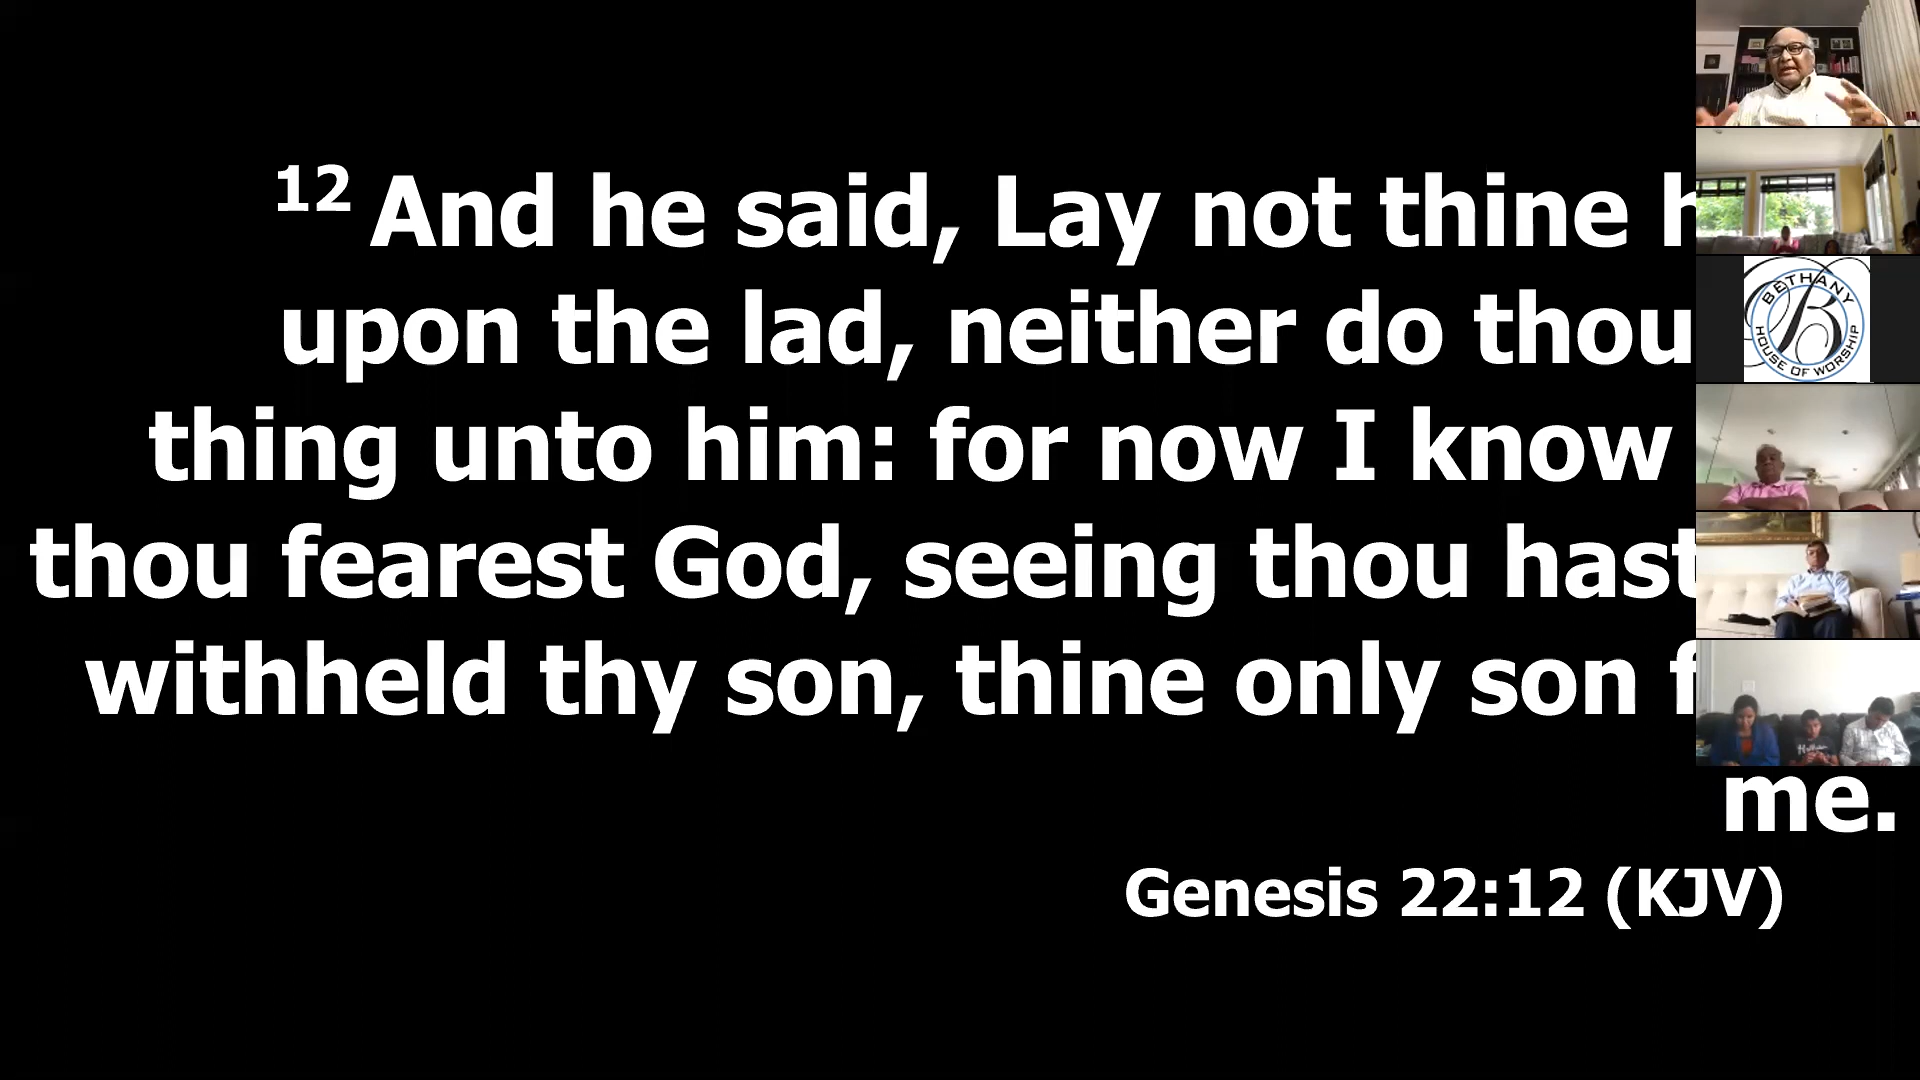 12 And he said, Lay not thine h
upon the lad, neither do thou
thing unto him: for now I know
thou fearest God, seeing thou hast
withheld thy son, thine only son f
me.
Genesis 22:12 (KJV)
BETHANY
B
HOUSE OF WORSHIP